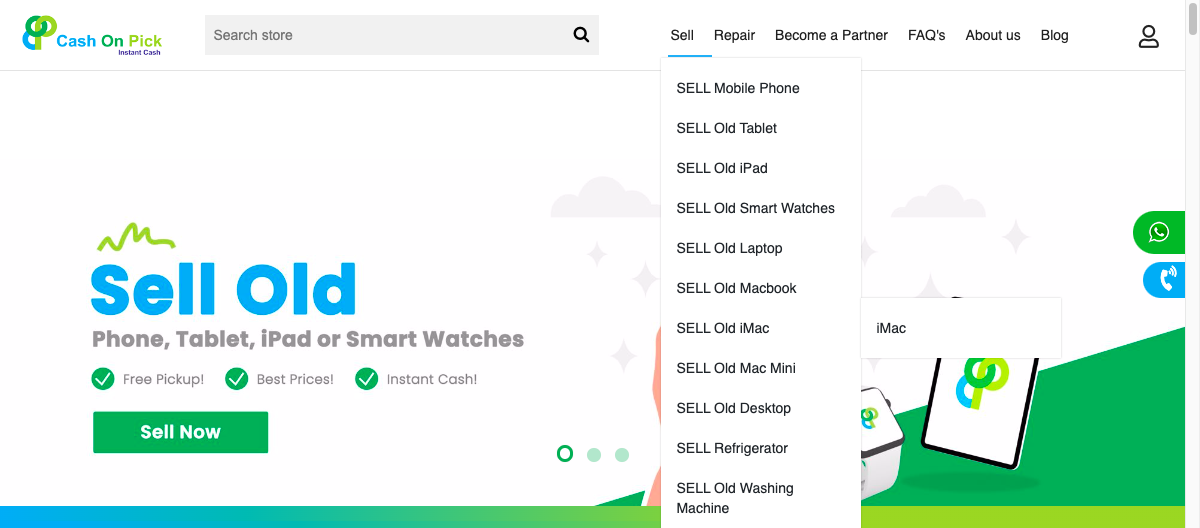 Cash On Pick
Instant Cash
Search store
Sell
Repair
Become a Partner
FAQ's
About us
Blog
SELL Mobile Phone
SELL Old Tablet
SELL Old iPad
SELL Old Smart Watches
SELL Old Laptop
SELL Old Macbook
SELL Old iMac
iMac
SELL Old Mac Mini
SELL Old Desktop
SELL Refrigerator
SELL Old Washing
Machine
Sell Old
Phone, Tablet, iPad or Smart Watches
Free Pickup!
Best Prices!
Instant Cash!
Sell Now